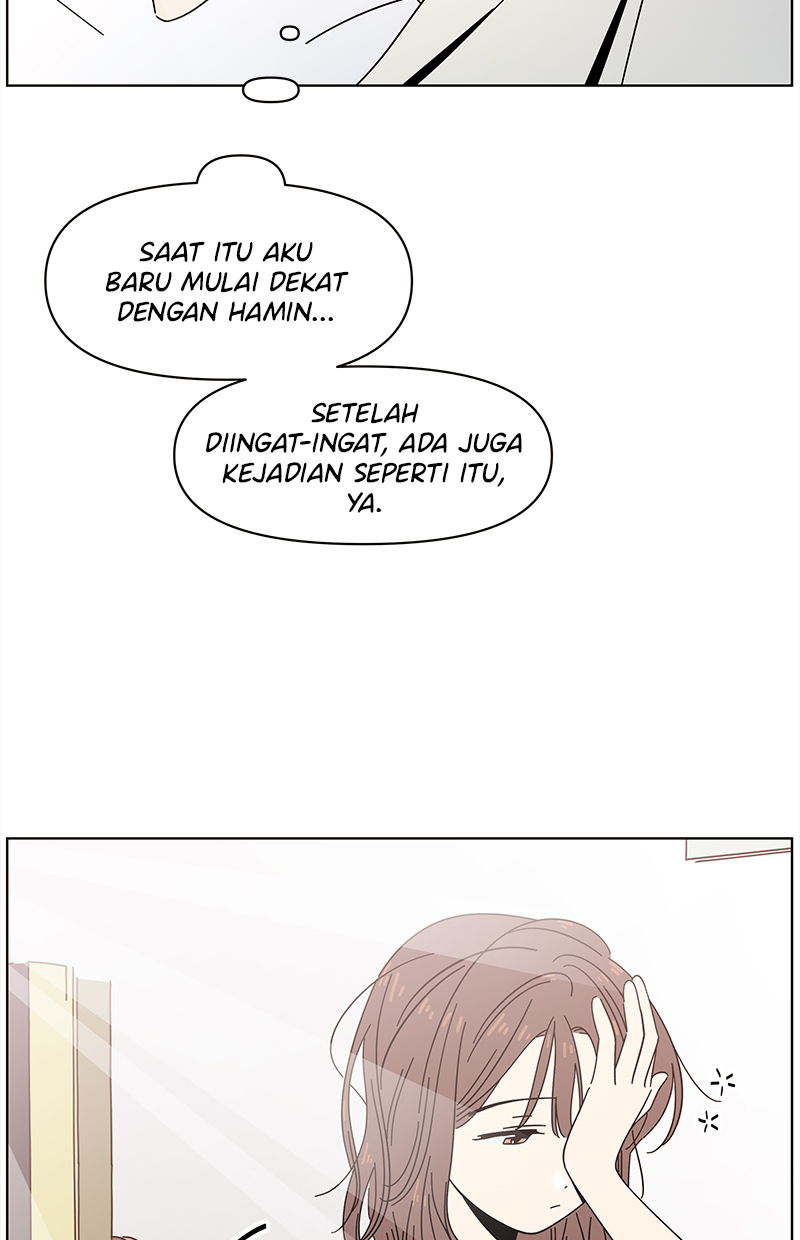 SAAT ITU AKU
BARU MULAI DEKAT
DENGAN HAMIN...
SETELAH
DIINGAT-INGAT, ADA JUGA
KEJADIAN SEPERTI ITU,
YA.